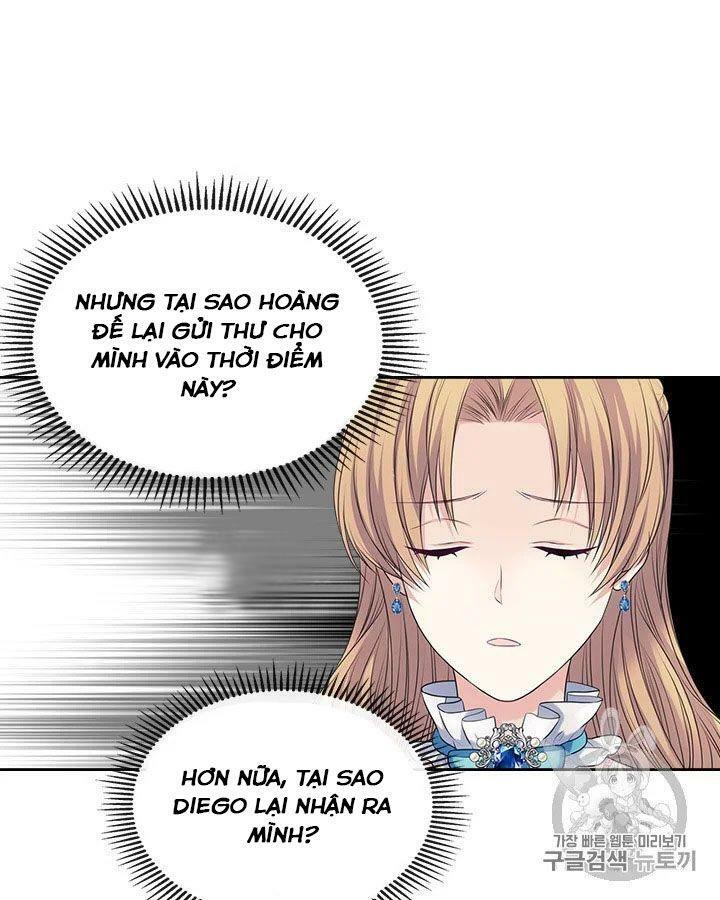 NHƯNG TẠI SAO HOÀNG
ĐẾ LẠI GỬI THƯ CHO
MÌNH VÀO THỜI ĐIỂM
NÀY?
HƠN NỮA, TẠI SAO
DIEGO LẠI NHẬN RA
MÌNH?
가장 빠른 웹툰 미리보기
구글검색 뉴토끼